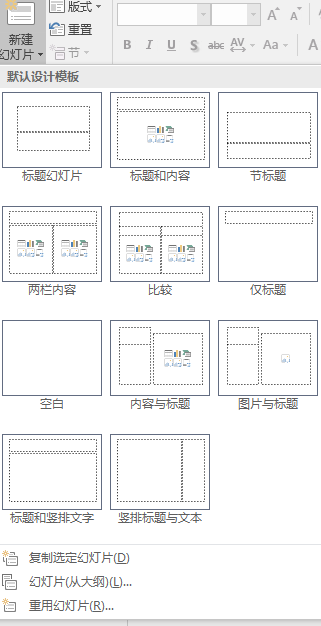 新建
幻灯片
版式
重置
节
B I U S abc AV Aa A
A A
默认设计模板
标题幻灯片 标题和内容 节标题
两栏内容 比较 仅标题
空白 内容与标题 图片与标题
标题和竖排文字 竖排标题与文本
复制选定幻灯片(D)
幻灯片(从大纲)(L)...
重用幻灯片(R)...